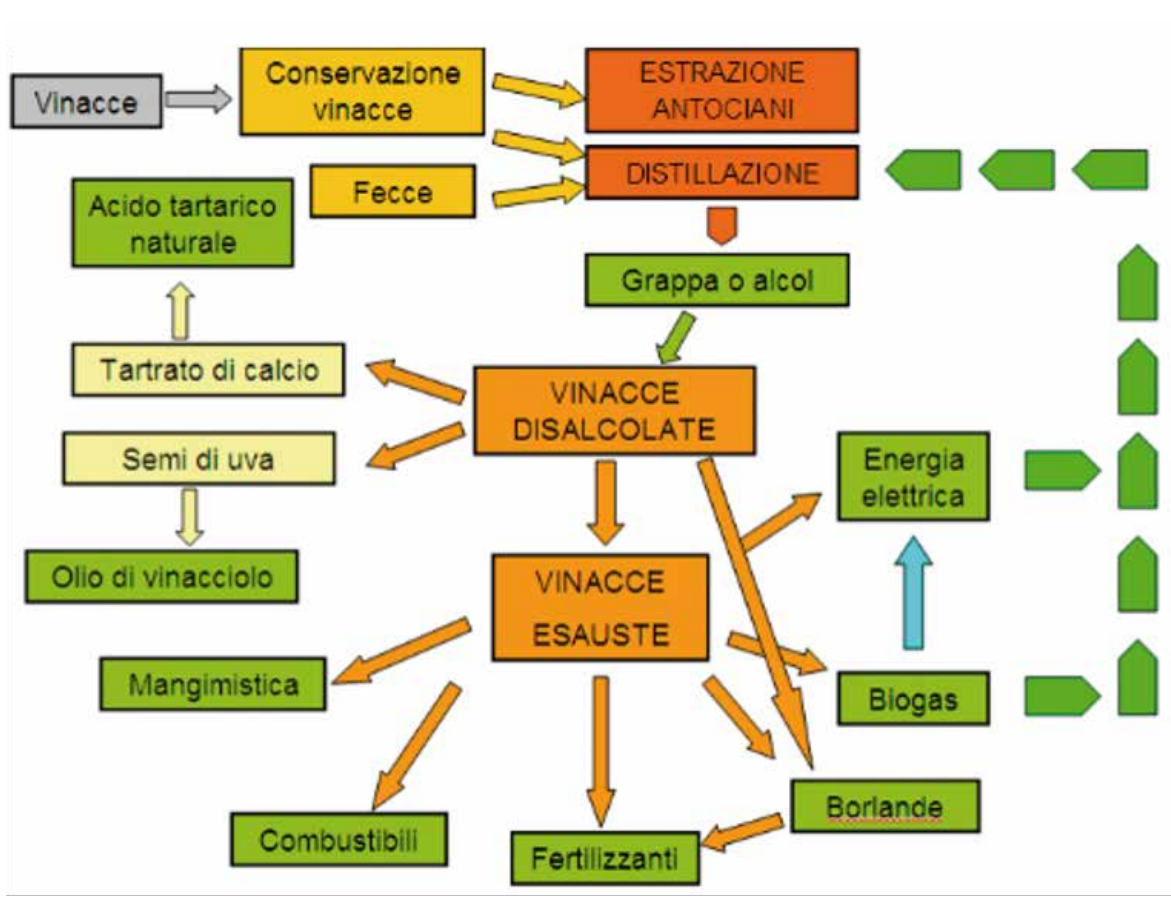 Vinacce
Conservazione
vinacce
ESTRAZIONE
ANTOCIANI
Fecce
DISTILLAZIONE
Acido tartarico
naturale
Grappa o alcol
Tartrato di calcio
VINACCE
DISALCOLATE
Semi di uva
Energia
elettrica
Olio di vinacciolo
VINACCE
ESAUSTE
Mangimistica
Biogas
Borlande
Combustibili
Fertilizzanti